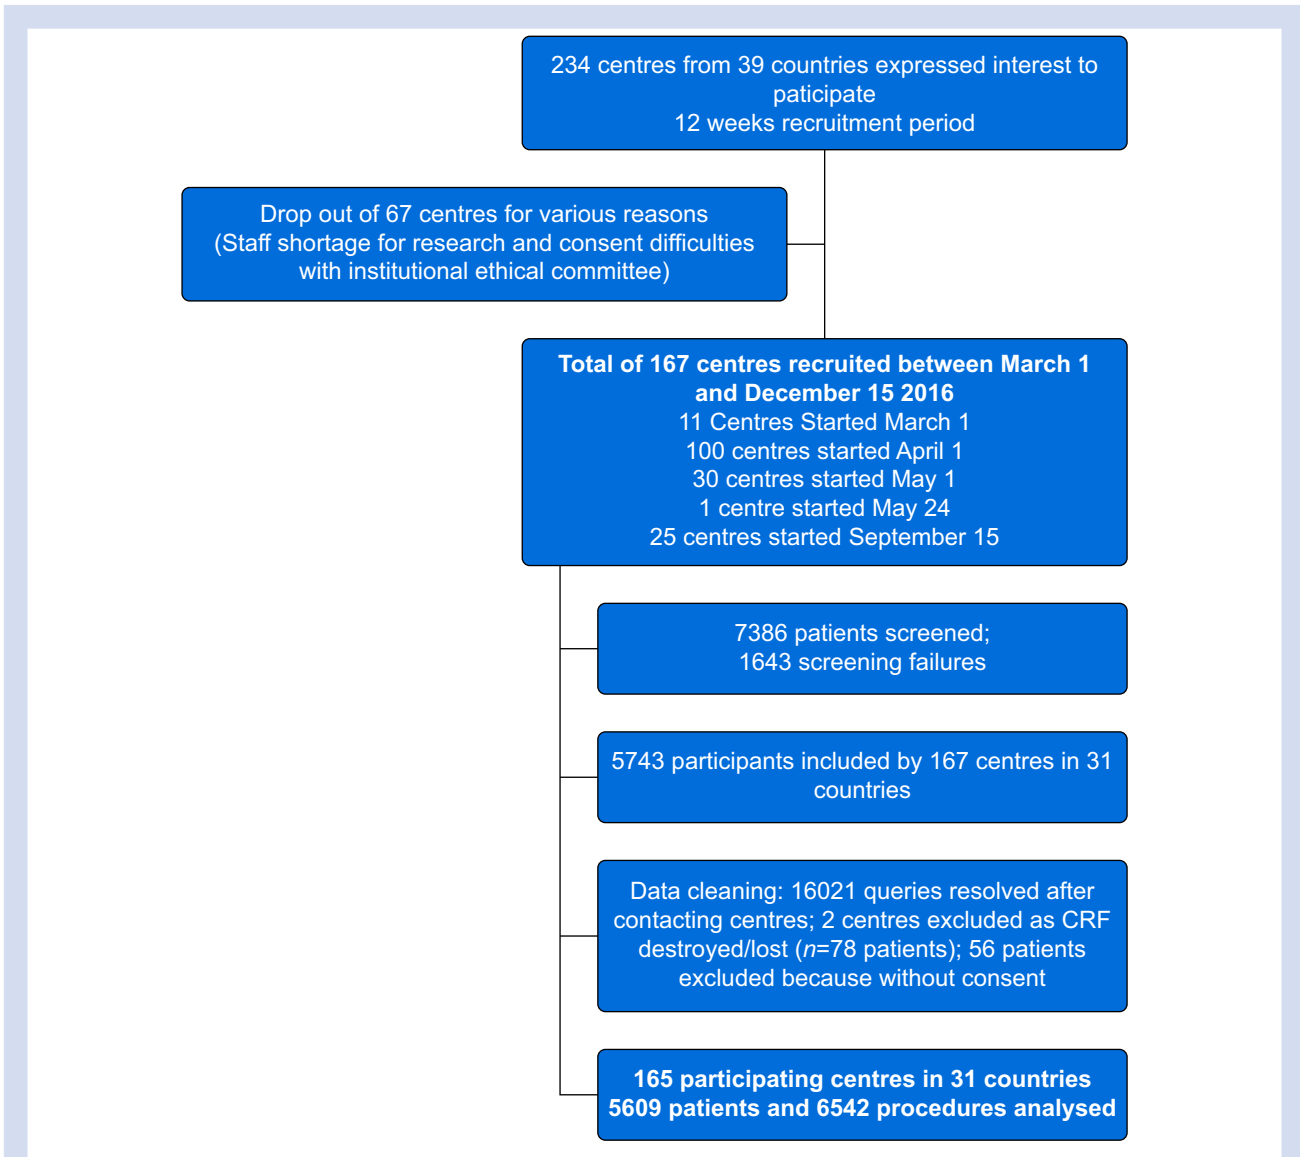 234 centres from 39 countries expressed interest to
paticipate
12 weeks recruitment period
Drop out of 67 centres for various reasons
(Staff shortage for research and consent difficulties
with institutional ethical committee)
Total of 167 centres recruited between March 1
and December 15 2016
11 Centres Started March 1
100 centres started April 1
30 centres started May 1
1 centre started May 24
25 centres started September 15
7386 patients screened;
1643 screening failures
5743 participants included by 167 centres in 31
countries
Data cleaning: 16021 queries resolved after
contacting centres; 2 centres excluded as CRF
destroyed/lost (n=78 patients); 56 patients
excluded because without consent
165 participating centres in 31 countries
5609 patients and 6542 procedures analysed